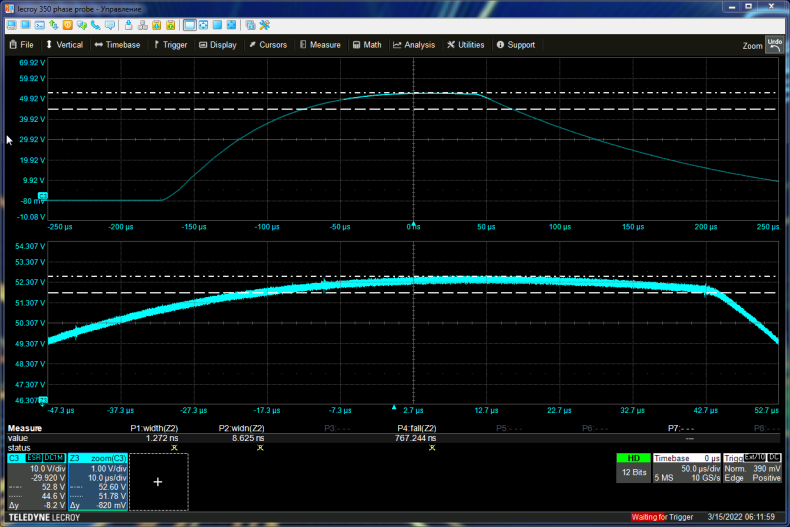 lecroy 350 phase probe - Управление
File Vertical Timebase Trigger Display Cursors Measure Math Analysis Utilities Support
Zoom Undo
69.92 V
59.92 V
49.92 V
39.92 V
29.92 V
19.92 V
9.92 V
C3
-80 mV
-10.08 V
-250 µs -200 µs -150 µs -100 µs -50 µs 0 ns 50 µs 100 µs 150 µs 200 µs 250 µs
54.307 V
53.307 V
52.307 V
51.307 V
50.307 V
49.307 V
48.307 V
47.307 V
46.307 V
-47.3 µs -37.3 µs -27.3 µs -17.3 µs -7.3 µs 2.7 µs 12.7 µs 22.7 µs 32.7 µs 42.7 µs 52.7 µs
Measure P1:width(Z2) P2:widn(Z2) P3:- - - P4:fall(Z2) P5:- - - P6:- - - P7:- - - P8:- - -
value 1.272 ns 8.625 ns 767.244 ns ---
status
C3 ESR DC1M
10.0 V/div
-29.920 V
52.8 V
44.6 V
Δy -8.2 V
Z3 zoom(C3)
1.00 V/div
10.0 µs/div
52.60 V
51.78 V
Δy -820 mV
+
HD
12 Bits
Timebase 0 µs
50.0 µs/div
5 MS 10 GS/s
Trigg Ext/10 DC
Norm. 390 mV
Edge Positive
TELEDYNE LECROY
Waiting for Trigger 3/15/2022 06:11:59